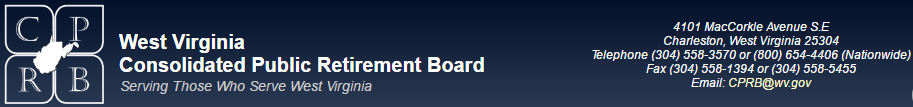 C P
R B
West Virginia
Consolidated Public Retirement Board
Serving Those Who Serve West Virginia
4101 MacCorkle Avenue S.E
Charleston, West Virginia 25304
Telephone (304) 558-3570 or (800) 654-4406 (Nationwide)
Fax (304) 558-1394 or (304) 558-5455
Email: CPRB@wv.gov